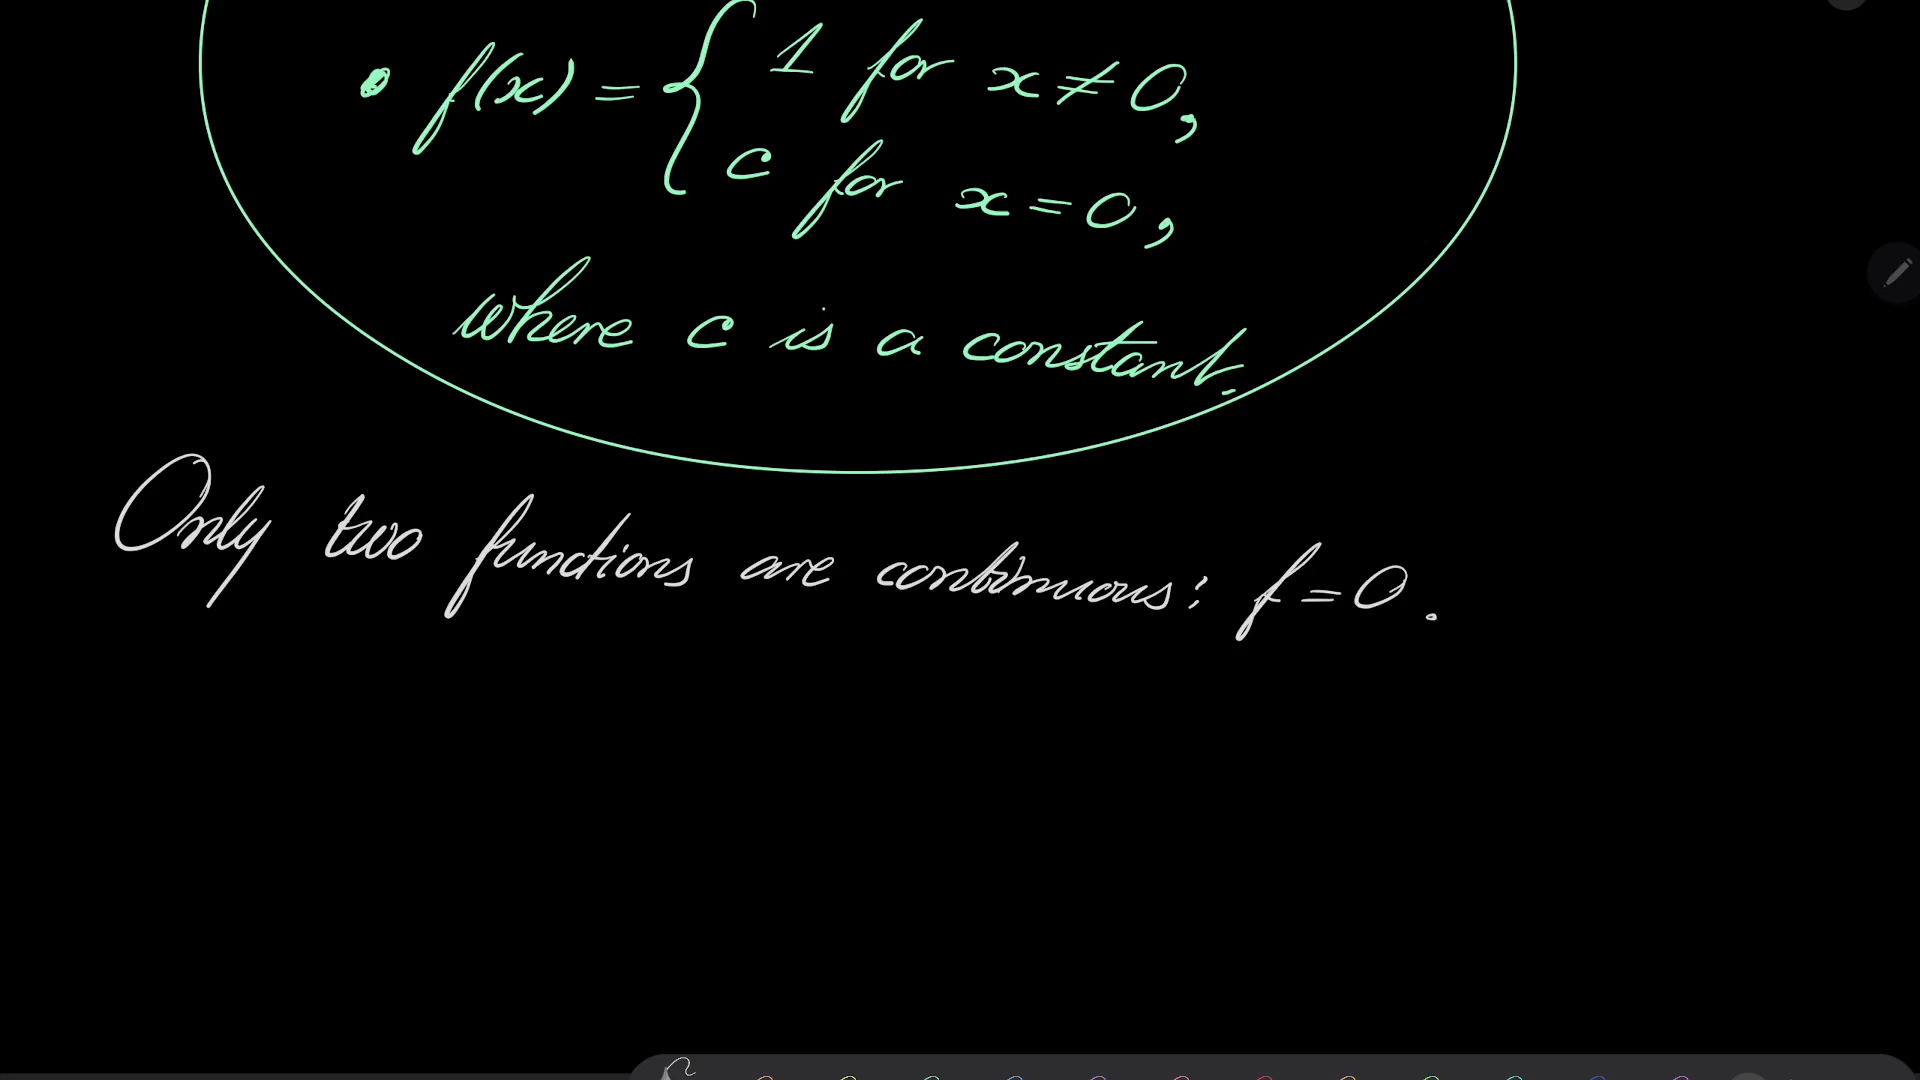 • f(x) = { 1 for x ≠ 0,
c for x = 0,
where c is a constant.
Only two functions are continuous: f = 0.